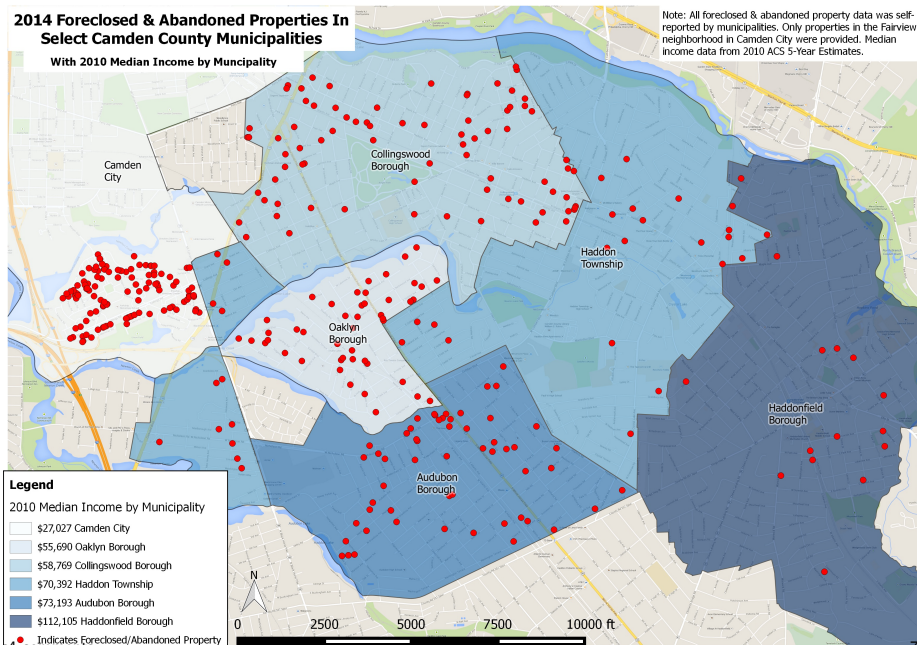 2014 Foreclosed & Abandoned Properties In
Select Camden County Municipalities
With 2010 Median Income by Muncipality
Note: All foreclosed & abandoned property data was self-
reported by municipalities. Only properties in the Fairview
neighborhood in Camden City were provided. Median
income data from 2010 ACS 5-Year Estimates.
Camden
City
Collingswood
Borough
Haddon
Township
Oaklyn
Borough
Haddonfield
Borough
Audubon
Borough
Legend
2010 Median Income by Municipality
$27,027 Camden City
$55,690 Oaklyn Borough
$58,769 Collingswood Borough
$70,392 Haddon Township
$73,193 Audubon Borough
$112,105 Haddonfield Borough
Indicates Foreclosed/Abandoned Property
N
0 2500 5000 7500 10000 ft